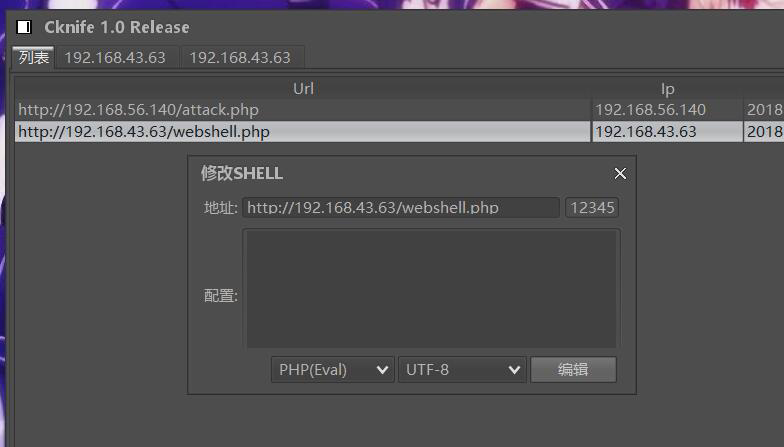 Cknife 1.0 Release
列表 192.168.43.63 192.168.43.63
Url Ip
http://192.168.56.140/attack.php 192.168.56.140 2018
http://192.168.43.63/webshell.php 192.168.43.63 2018
修改SHELL
地址: http://192.168.43.63/webshell.php 12345
配置:
PHP(Eval) UTF-8 编辑